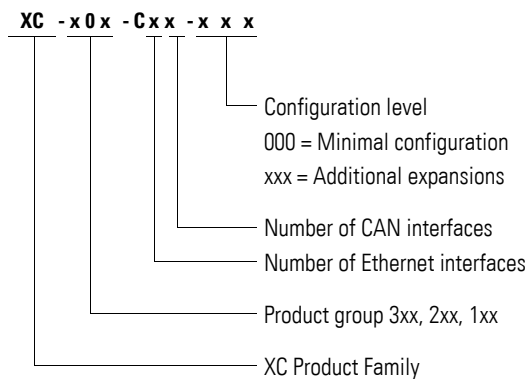 XC - x 0 x - C x x - x x x
Configuration level
000 = Minimal configuration
xxx = Additional expansions
Number of CAN interfaces
Number of Ethernet interfaces
Product group 3xx, 2xx, 1xx
XC Product Family